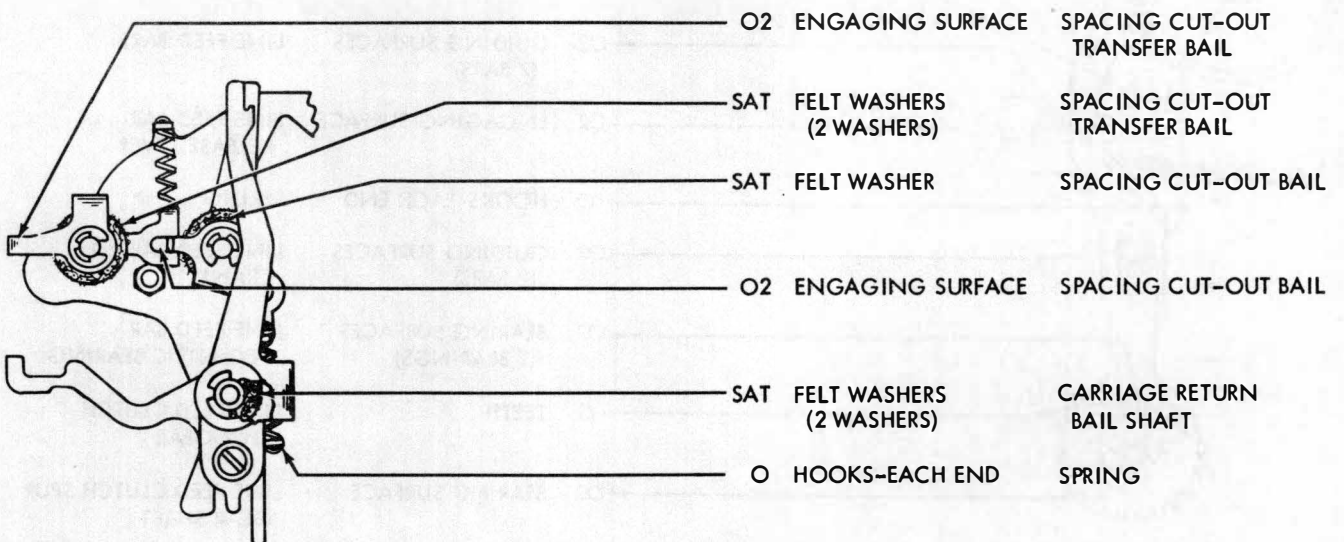 O2 ENGAGING SURFACE SPACING CUT-OUT
TRANSFER BAIL
SAT FELT WASHERS SPACING CUT-OUT
(2 WASHERS) TRANSFER BAIL
SAT FELT WASHER SPACING CUT-OUT BAIL
O2 ENGAGING SURFACE SPACING CUT-OUT BAIL
SAT FELT WASHERS CARRIAGE RETURN
(2 WASHERS) BAIL SHAFT
O HOOKS-EACH END SPRING